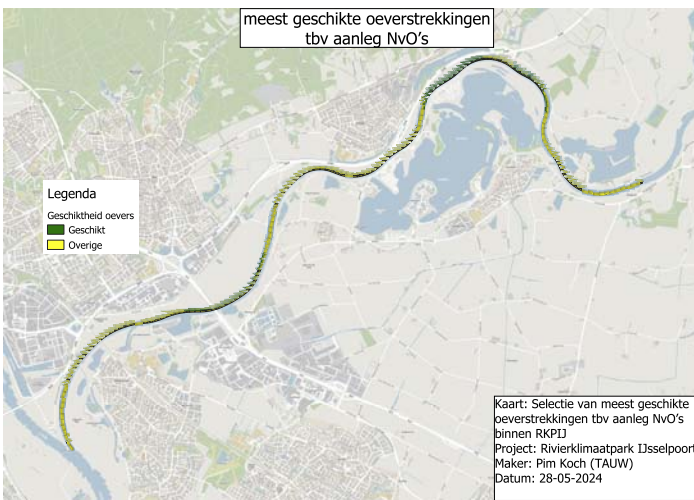 meest geschikte oeverstrekkingen
tbv aanleg NvO's
Legenda
Geschiktheid oevers
Geschikt
Overige
Kaart: Selectie van meest geschikte
oeverstrekkingen tbv aanleg NvO's
binnen RKPIJ
Project: Rivierklimaatpark IJsselpoort
Maker: Pim Koch (TAUW)
Datum: 28-05-2024